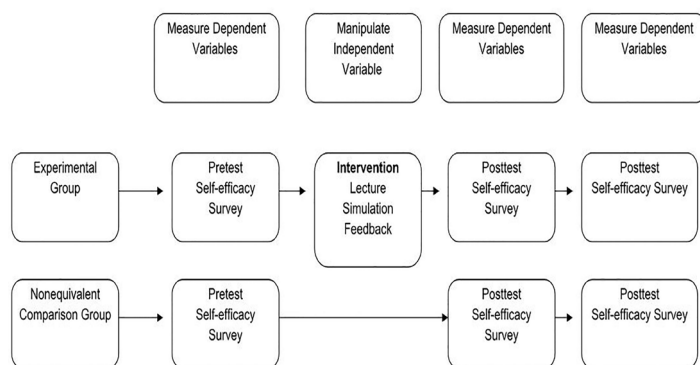 Measure Dependent
Variables
Manipulate
Independent
Variable
Measure Dependent
Variables
Measure Dependent
Variables
Experimental
Group
Pretest
Self-efficacy
Survey
Intervention
Lecture
Simulation
Feedback
Posttest
Self-efficacy
Survey
Posttest
Self-efficacy Survey
Nonequivalent
Comparison Group
Pretest
Self-efficacy
Survey
Posttest
Self-efficacy
Survey
Posttest
Self-efficacy Survey